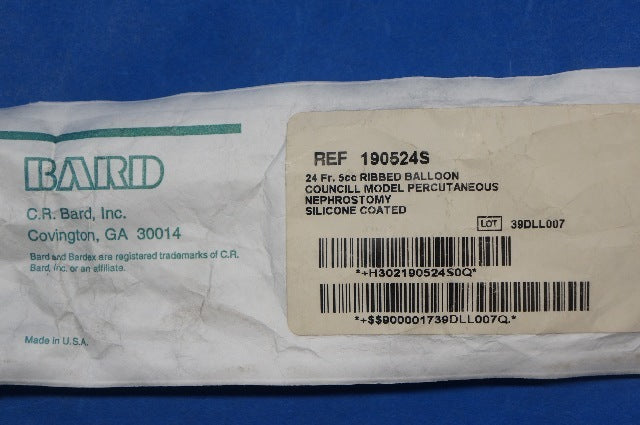 BARD
C.R. Bard, Inc.
Covington, GA 30014
Bard and Bardex are registered trademarks of C.R.
Bard, Inc. or an affiliate.
Made in U.S.A.
REF 190524S
24 Fr. 5cc RIBBED BALLOON
COUNCILL MODEL PERCUTANEOUS
NEPHROSTOMY
SILICONE COATED
LOT 39DLL007
*+H302190524S0Q*
*+$$900001739DLL007Q.*